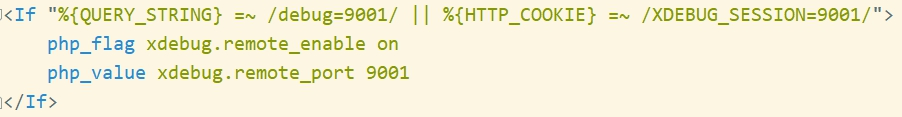 <If "%{QUERY_STRING} =~ /debug=9001/ || %{HTTP_COOKIE} =~ /XDEBUG_SESSION=9001/">
php_flag xdebug.remote_enable on
php_value xdebug.remote_port 9001
</If>